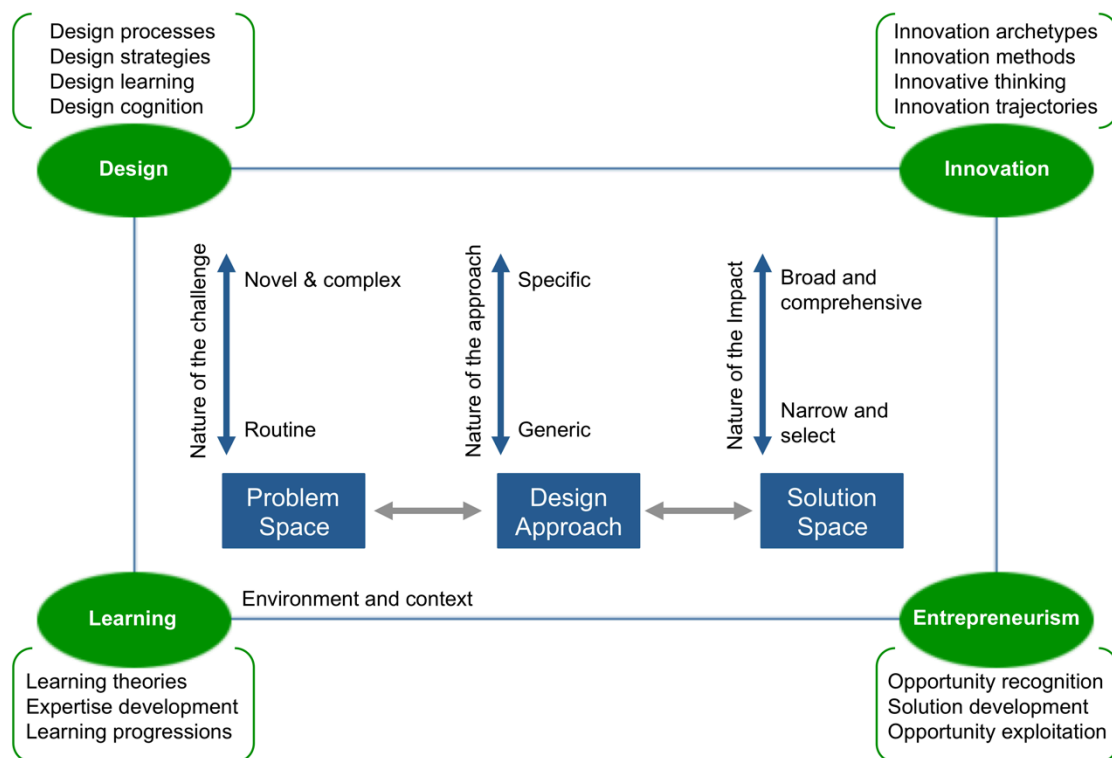 Design processes
Design strategies
Design learning
Design cognition
Innovation archetypes
Innovation methods
Innovative thinking
Innovation trajectories
Design
Innovation
Nature of the challenge
Novel & complex
Routine
Nature of the approach
Specific
Generic
Nature of the Impact
Broad and
comprehensive
Narrow and
select
Problem
Space
Design
Approach
Solution
Space
Environment and context
Learning
Entrepreneurism
Learning theories
Expertise development
Learning progressions
Opportunity recognition
Solution development
Opportunity exploitation